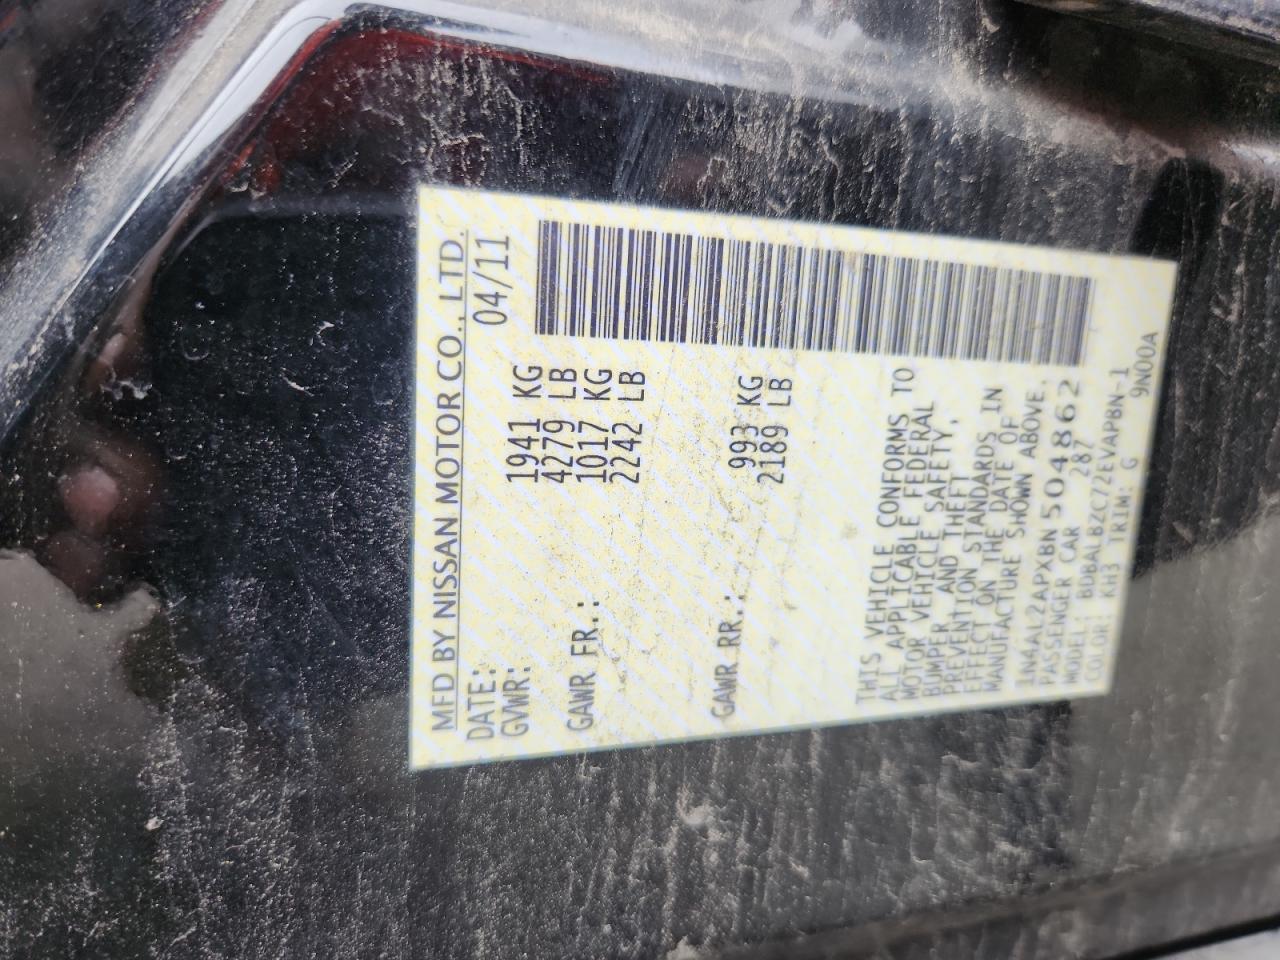 MFD BY NISSAN MOTOR CO., LTD.
DATE: 04/11
GVWR: 1941 KG
4279 LB
GAWR FR.: 1017 KG
2242 LB
GAWR RR.: 993 KG
2189 LB
THIS VEHICLE CONFORMS TO
ALL APPLICABLE FEDERAL
MOTOR VEHICLE SAFETY,
BUMPER AND THEFT
PREVENTION STANDARDS IN
EFFECT ON THE DATE OF
MANUFACTURE SHOWN ABOVE.
1N4AL2APXBN504862
PASSENGER CAR 287
MODEL: BDBALBZC72EVAPBN-1
COLOR: KH3 TRIM: G 9N00A